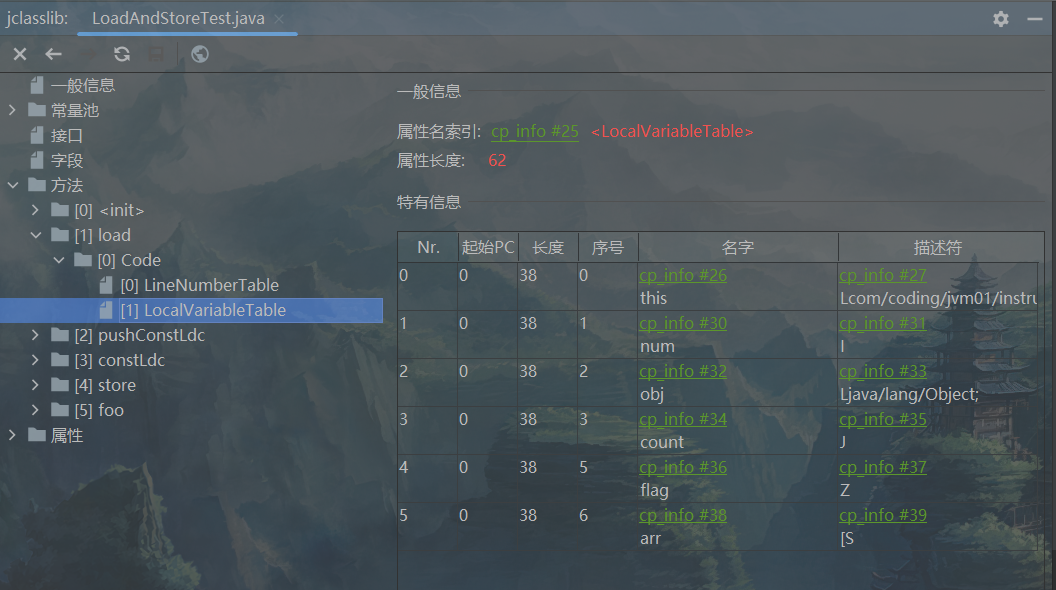 jclasslib: LoadAndStoreTest.java
一般信息
常量池
接口
字段
方法
[0] <init>
[1] load
[0] Code
[0] LineNumberTable
[1] LocalVariableTable
[2] pushConstLdc
[3] constLdc
[4] store
[5] foo
属性
一般信息
属性名索引: cp_info #25 <LocalVariableTable>
属性长度: 62
特有信息
Nr. 起始PC 长度 序号 名字 描述符
0 0 38 0 cp_info #26 cp_info #27
this Lcom/coding/jvm01/instru
1 0 38 1 cp_info #30 cp_info #31
num I
2 0 38 2 cp_info #32 cp_info #33
obj Ljava/lang/Object;
3 0 38 3 cp_info #34 cp_info #35
count J
4 0 38 5 cp_info #36 cp_info #37
flag Z
5 0 38 6 cp_info #38 cp_info #39
arr [S